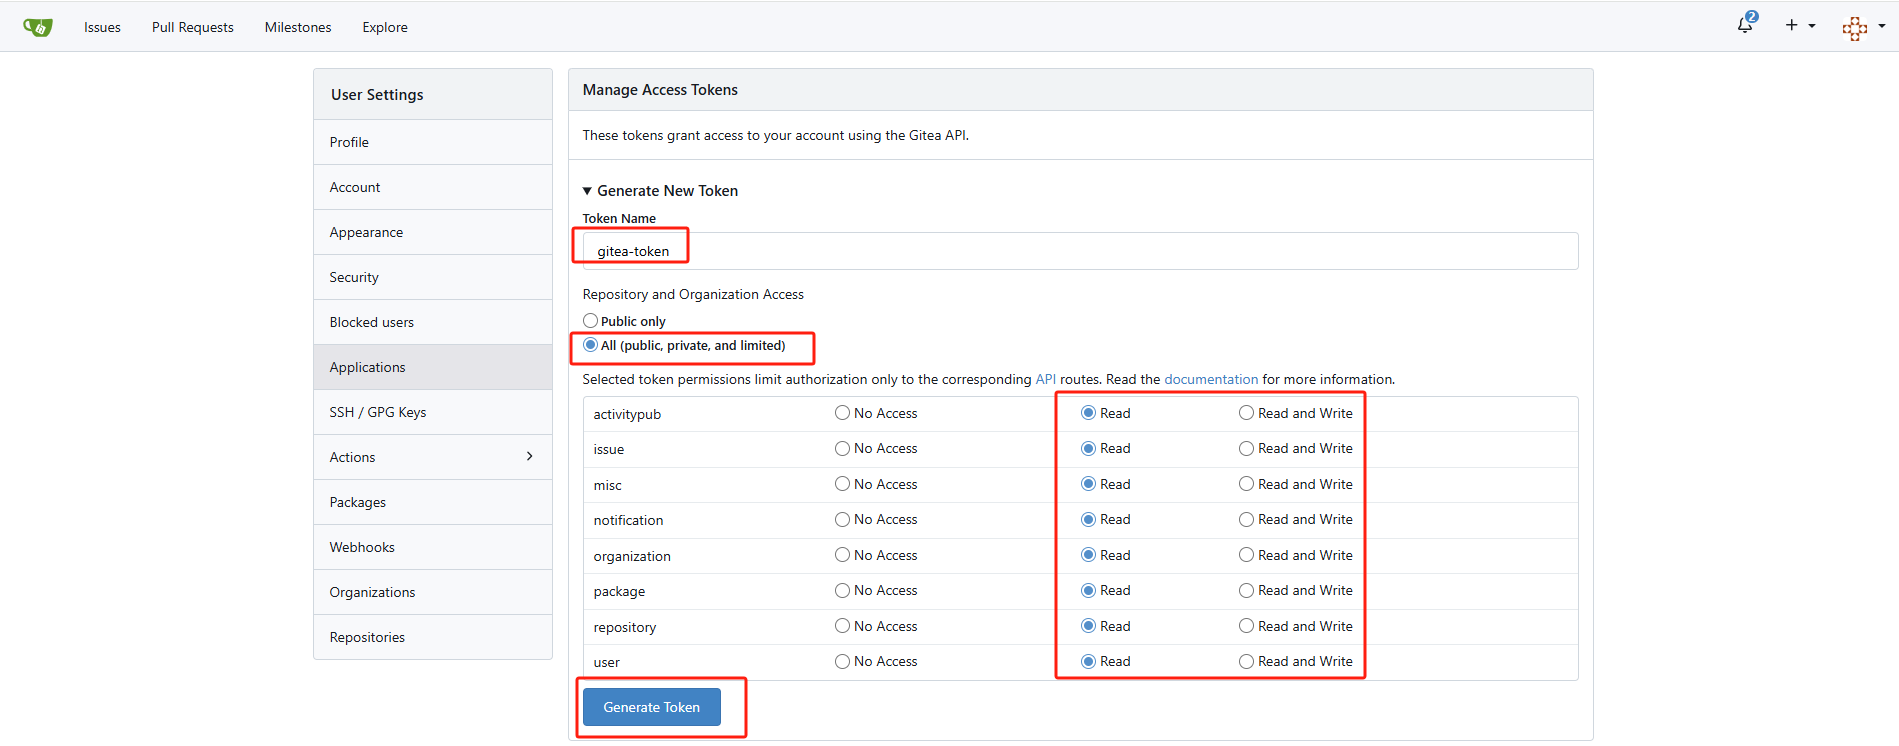 Issues Pull Requests Milestones Explore 2
User Settings
Profile
Account
Appearance
Security
Blocked users
Applications
SSH / GPG Keys
Actions
Packages
Webhooks
Organizations
Repositories
Manage Access Tokens
These tokens grant access to your account using the Gitea API.
Generate New Token
Token Name
gitea-token
Repository and Organization Access
Public only
All (public, private, and limited)
Selected token permissions limit authorization only to the corresponding API routes. Read the documentation for more information.
activitypub No Access Read Read and Write
issue No Access Read Read and Write
misc No Access Read Read and Write
notification No Access Read Read and Write
organization No Access Read Read and Write
package No Access Read Read and Write
repository No Access Read Read and Write
user No Access Read Read and Write
Generate Token